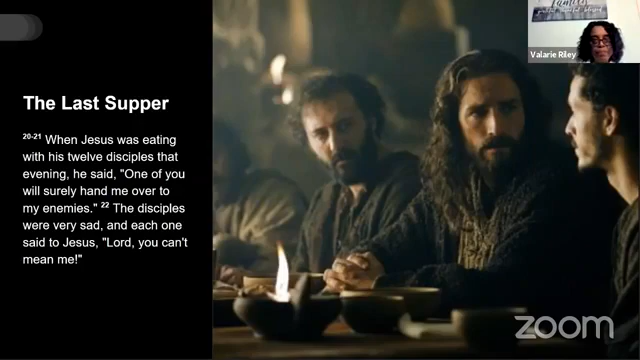 The Last Supper
20-21 When Jesus was eating
with his twelve disciples that
evening, he said, "One of you
will surely hand me over to
my enemies." 22 The disciples
were very sad, and each one
said to Jesus, "Lord, you can't
mean me!"
Valarie Riley
zoom